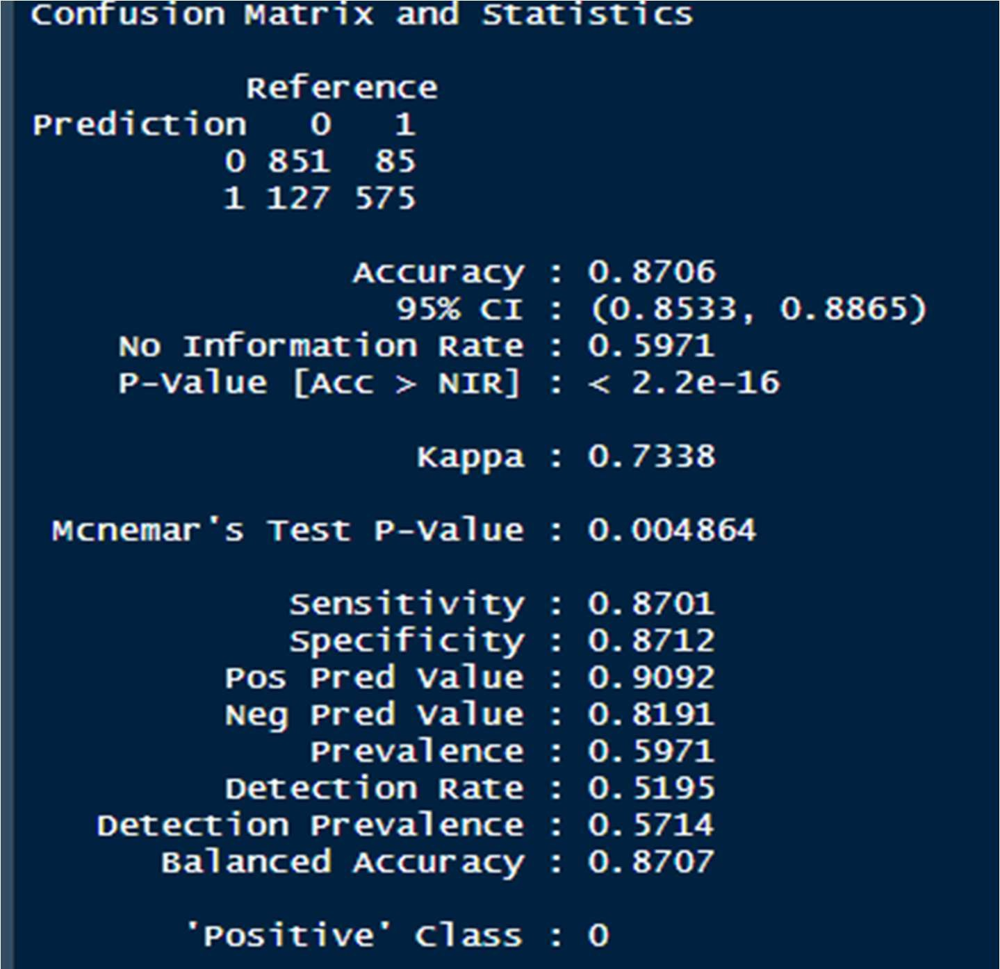 Confusion Matrix and Statistics
Reference
Prediction 0 1
0 851 85
1 127 575
Accuracy : 0.8706
95% CI : (0.8533, 0.8865)
No Information Rate : 0.5971
P-Value [Acc > NIR] : < 2.2e-16
Kappa : 0.7338
Mcnemar's Test P-Value : 0.004864
Sensitivity : 0.8701
Specificity : 0.8712
Pos Pred Value : 0.9092
Neg Pred Value : 0.8191
Prevalence : 0.5971
Detection Rate : 0.5195
Detection Prevalence : 0.5714
Balanced Accuracy : 0.8707
'Positive' Class : 0